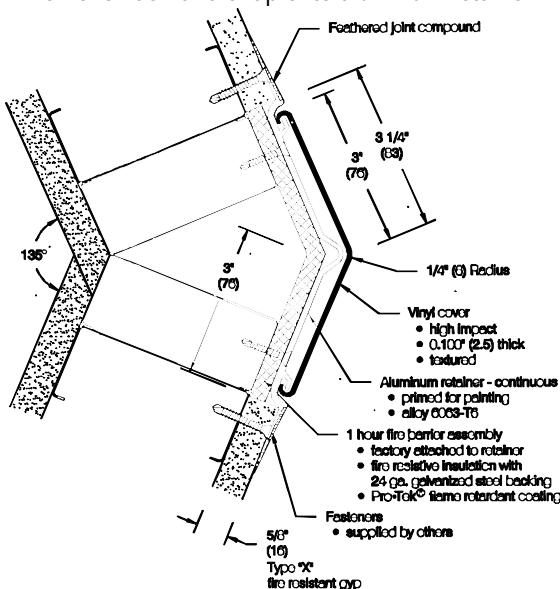 Feathered joint compound
3 1/4"
(83)
3"
(76)
135°
3"
(76)
1/4" (6) Radius
Vinyl cover
• high impact
• 0.100" (2.5) thick
• textured
Aluminum retainer - continuous
• primed for painting
• alloy 6063-T6
1 hour fire barrier assembly
• factory attached to retainer
• fire resistive insulation with
24 ga. galvanized steel backing
• Pro•Tek® flame retardant coating
Fasteners
• supplied by others
5/8"
(16)
Type "X"
fire resistant gyp